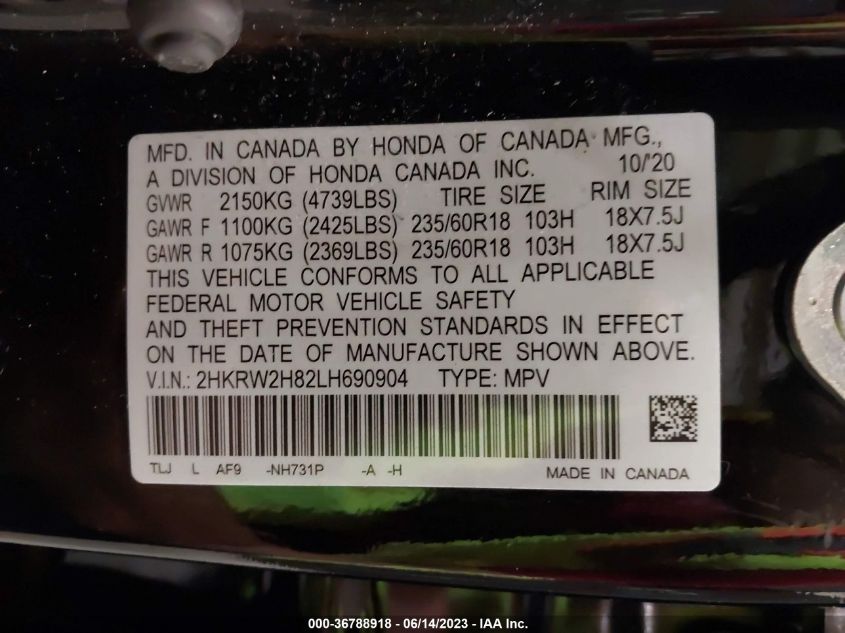 MFD. IN CANADA BY HONDA OF CANADA MFG.,
A DIVISION OF HONDA CANADA INC. 10/'20
GVWR 2150KG (4739LBS) TIRE SIZE RIM SIZE
GAWR F 1100KG (2425LBS) 235/60R18 103H 18X7.5J
GAWR R 1075KG (2369LBS) 235/60R18 103H 18X7.5J
THIS VEHICLE CONFORMS TO ALL APPLICABLE
FEDERAL MOTOR VEHICLE SAFETY
AND THEFT PREVENTION STANDARDS IN EFFECT
ON THE DATE OF MANUFACTURE SHOWN ABOVE.
V.I.N.: 2HKRW2H82LH690904 TYPE: MPV
TLJ L AF9 -NH731P -A -H MADE IN CANADA
000-36788918 - 06/14/2023 - IAA Inc.